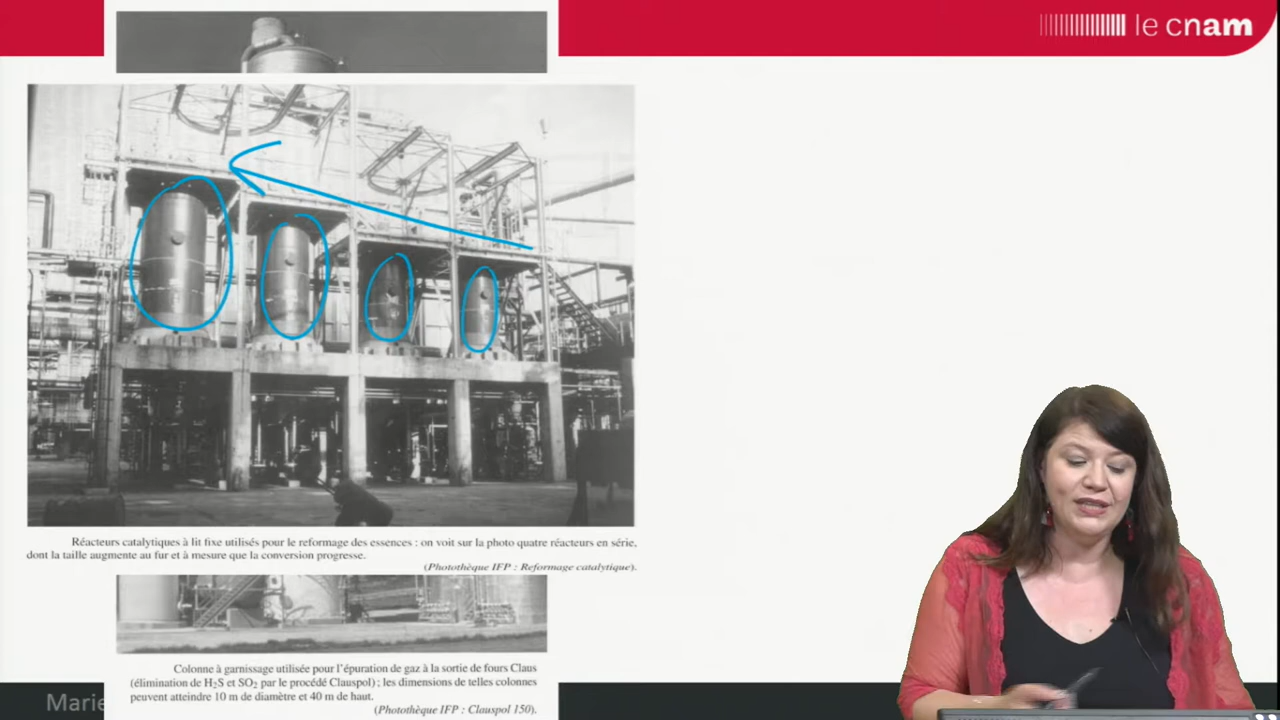 le cnam
Réacteurs catalytiques à lit fixe utilisés pour le reformage des essences : on voit sur la photo quatre réacteurs en série,
dont la taille augmente au fur et à mesure que la conversion progresse.
(Photothèque IFP : Reformage catalytique).
Colonne à garnissage utilisée pour l'épuration de gaz à la sortie de fours Claus
(élimination de H₂S et SO₂ par le procédé Clauspol) ; les dimensions de telles colonnes
peuvent atteindre 10 m de diamètre et 40 m de haut.
Marie
(Photothèque IFP : Clauspol 150).